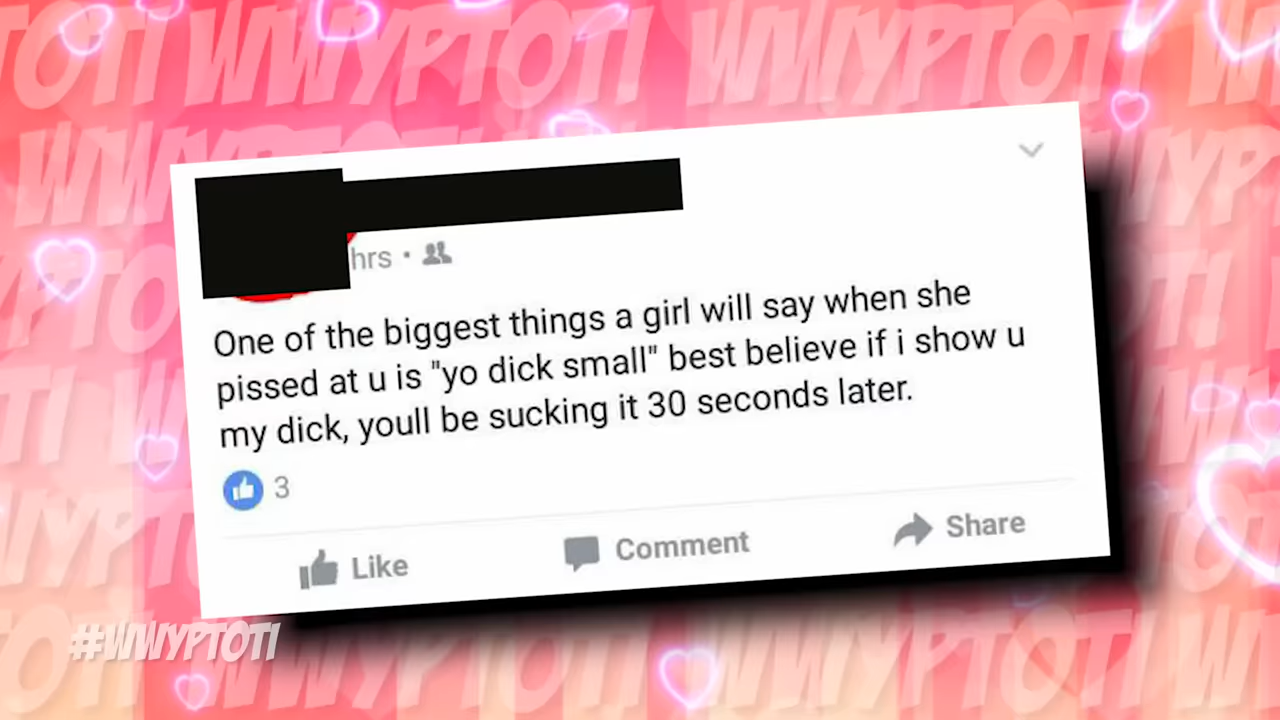 WWYPTOTI
hrs •
One of the biggest things a girl will say when she
pissed at u is "yo dick small" best believe if i show u
my dick, youll be sucking it 30 seconds later.
3
Like Comment Share
#WWYPTOTI